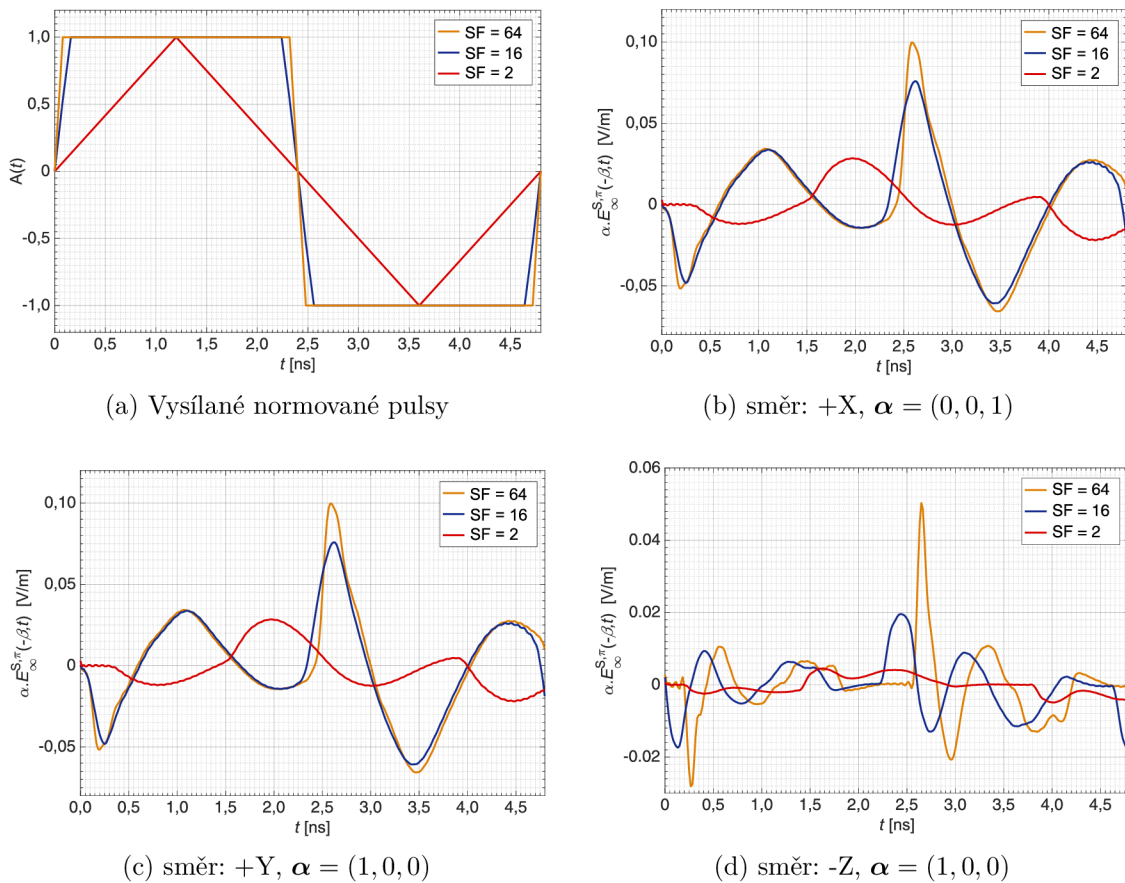 1,0
0,5
0
-0,5
-1,0
A(t)
SF = 64
SF = 16
SF = 2
0,0 0,5 1,0 1,5 2,0 2,5 3,0 3,5 4,0 4,5
t [ns]
(a) Vysílané normované pulsy
0,10
0,05
0
-0,05
α.E∞^S,π(-β,t) [V/m]
SF = 64
SF = 16
SF = 2
0,0 0,5 1,0 1,5 2,0 2,5 3,0 3,5 4,0 4,5
t [ns]
(b) směr: +X, α = (0, 0, 1)
0,10
0,05
0
-0,05
α.E∞^S,π(-β,t) [V/m]
SF = 64
SF = 16
SF = 2
0,0 0,5 1,0 1,5 2,0 2,5 3,0 3,5 4,0 4,5
t [ns]
(c) směr: +Y, α = (1, 0, 0)
0.06
0.04
0.02
0
-0.02
α.E∞^S,π(-β,t) [V/m]
SF = 64
SF = 16
SF = 2
0,0 0,5 1,0 1,5 2,0 2,5 3,0 3,5 4,0 4,5
t [ns]
(d) směr: -Z, α = (1, 0, 0)